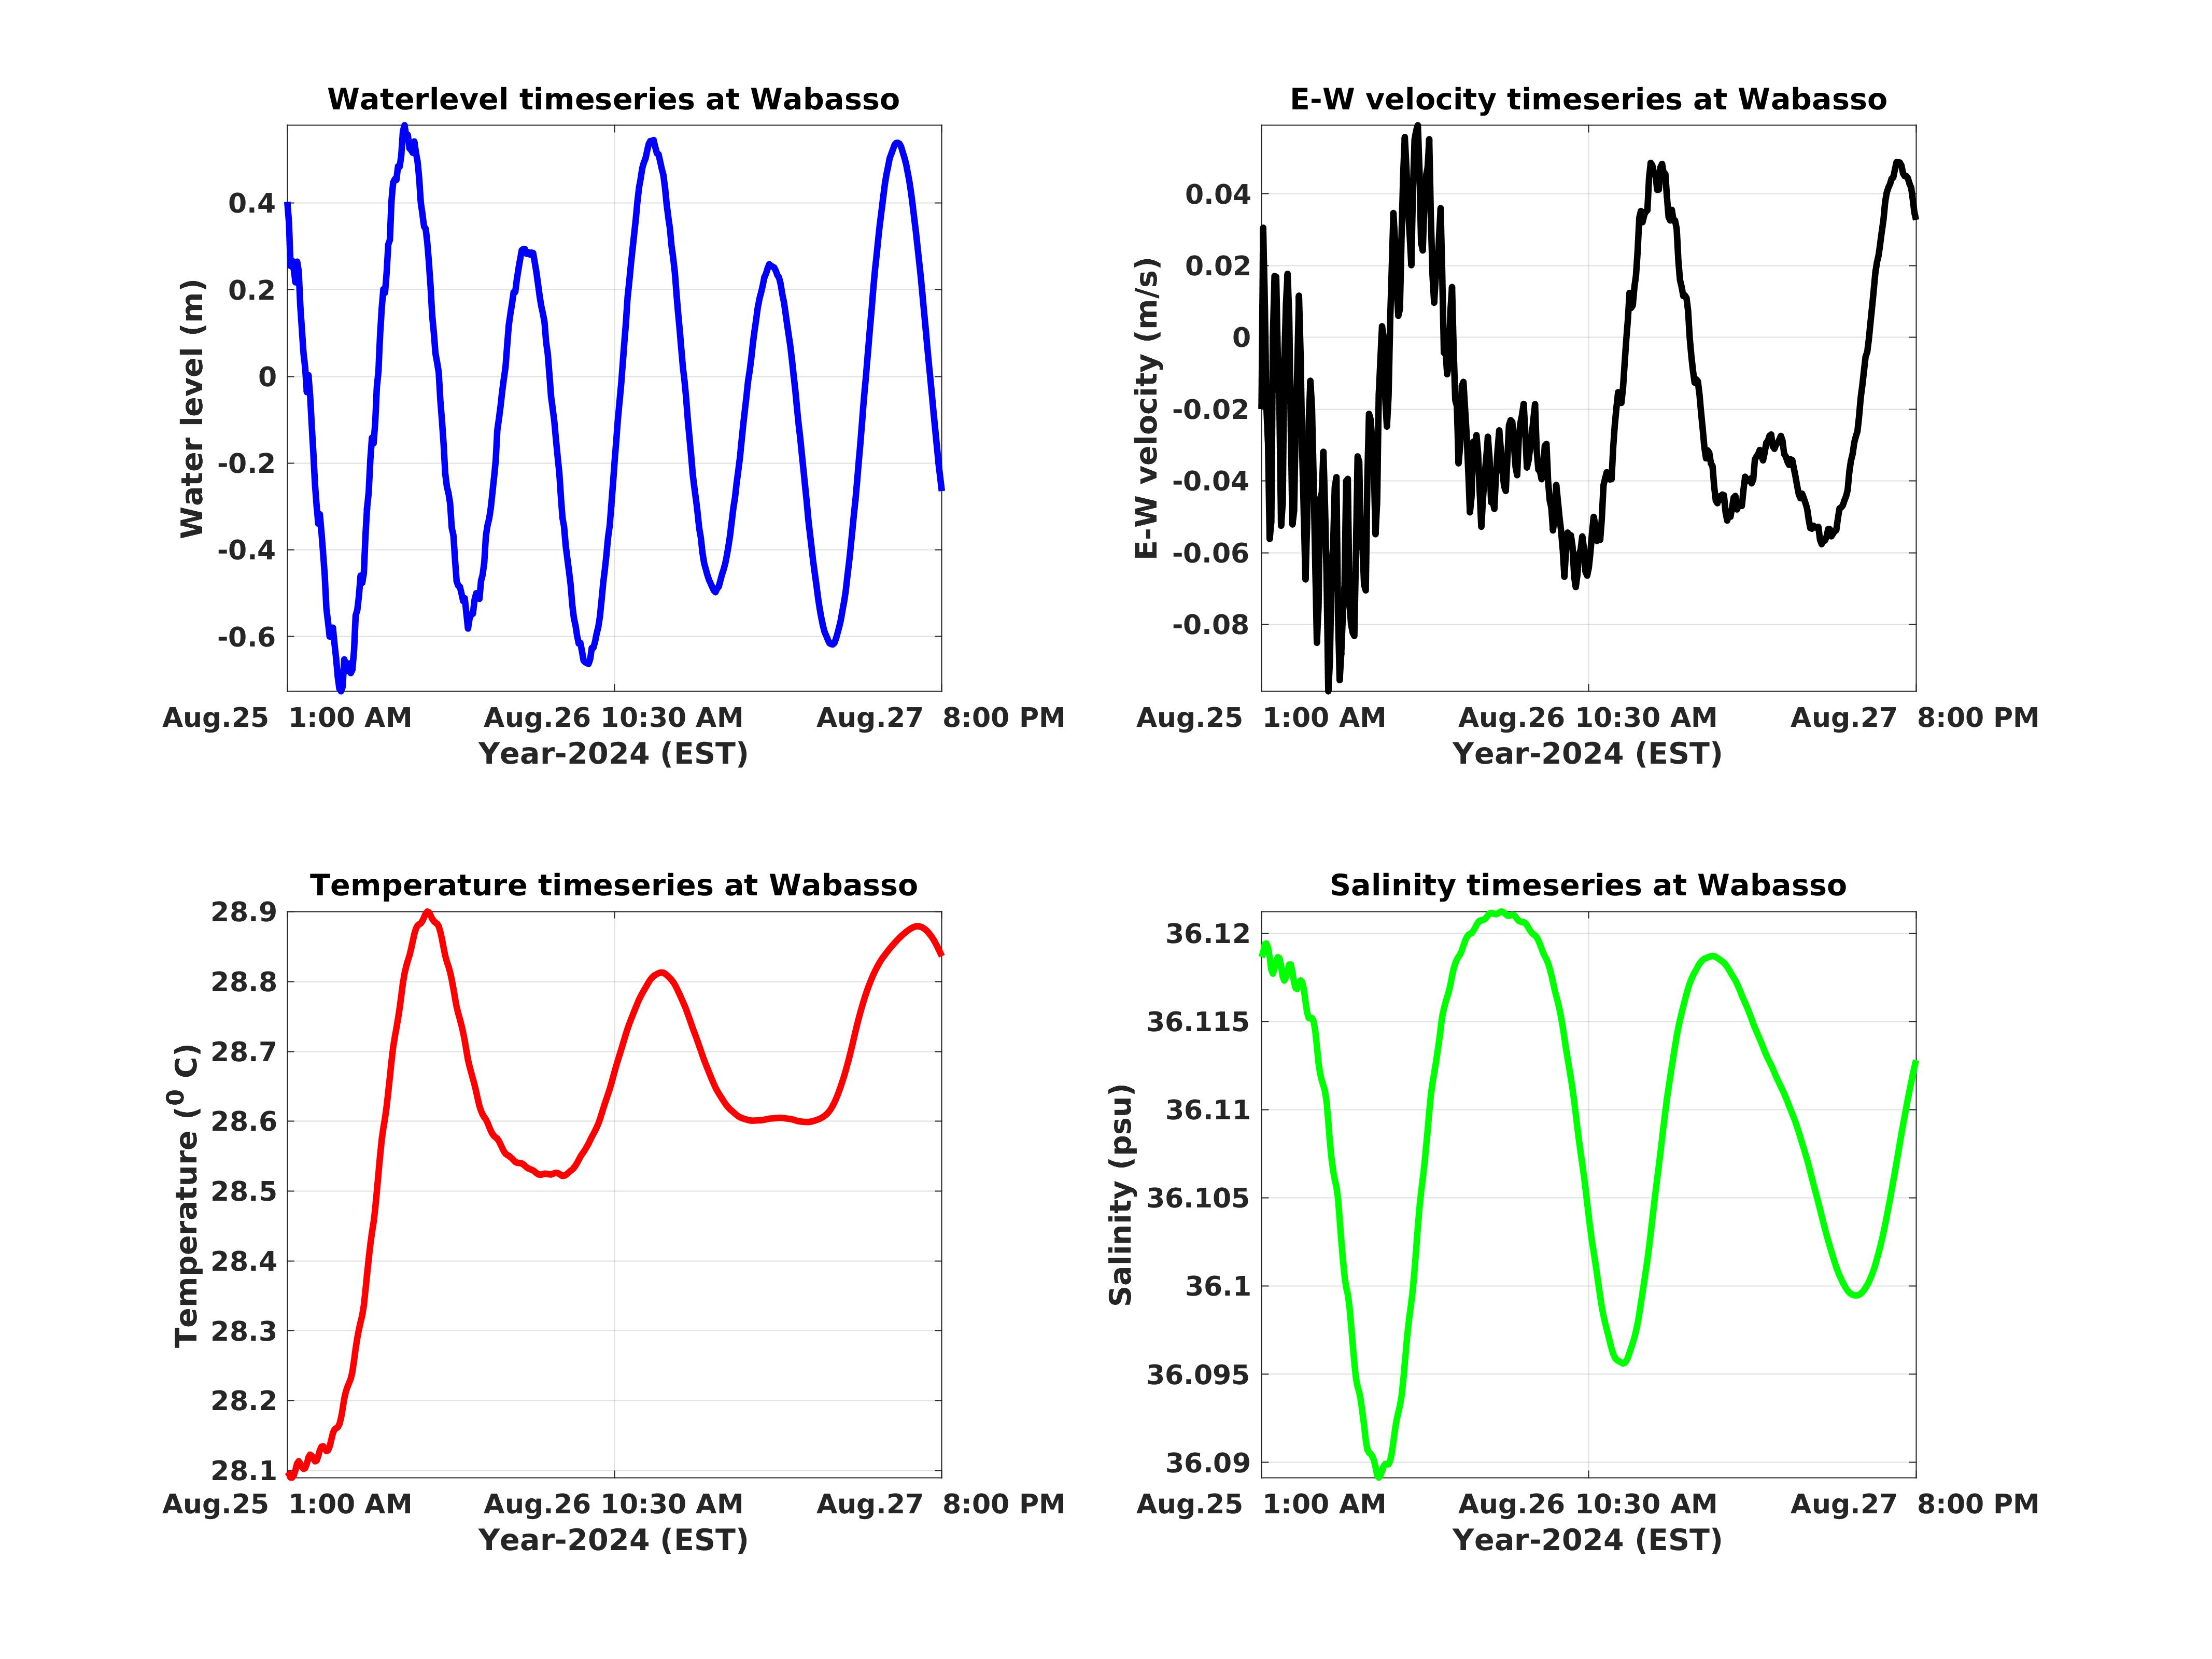 Waterlevel timeseries at Wabasso
Water level (m)
0.4
0.2
0
-0.2
-0.4
-0.6
Aug.25 1:00 AM
Aug.26 10:30 AM
Aug.27 8:00 PM
Year-2024 (EST)
E-W velocity timeseries at Wabasso
E-W velocity (m/s)
0.04
0.02
0
-0.02
-0.04
-0.06
-0.08
Aug.25 1:00 AM
Aug.26 10:30 AM
Aug.27 8:00 PM
Year-2024 (EST)
Temperature timeseries at Wabasso
Temperature (⁰ C)
28.9
28.8
28.7
28.6
28.5
28.4
28.3
28.2
28.1
Aug.25 1:00 AM
Aug.26 10:30 AM
Aug.27 8:00 PM
Year-2024 (EST)
Salinity timeseries at Wabasso
Salinity (psu)
36.12
36.115
36.11
36.105
36.1
36.095
36.09
Aug.25 1:00 AM
Aug.26 10:30 AM
Aug.27 8:00 PM
Year-2024 (EST)